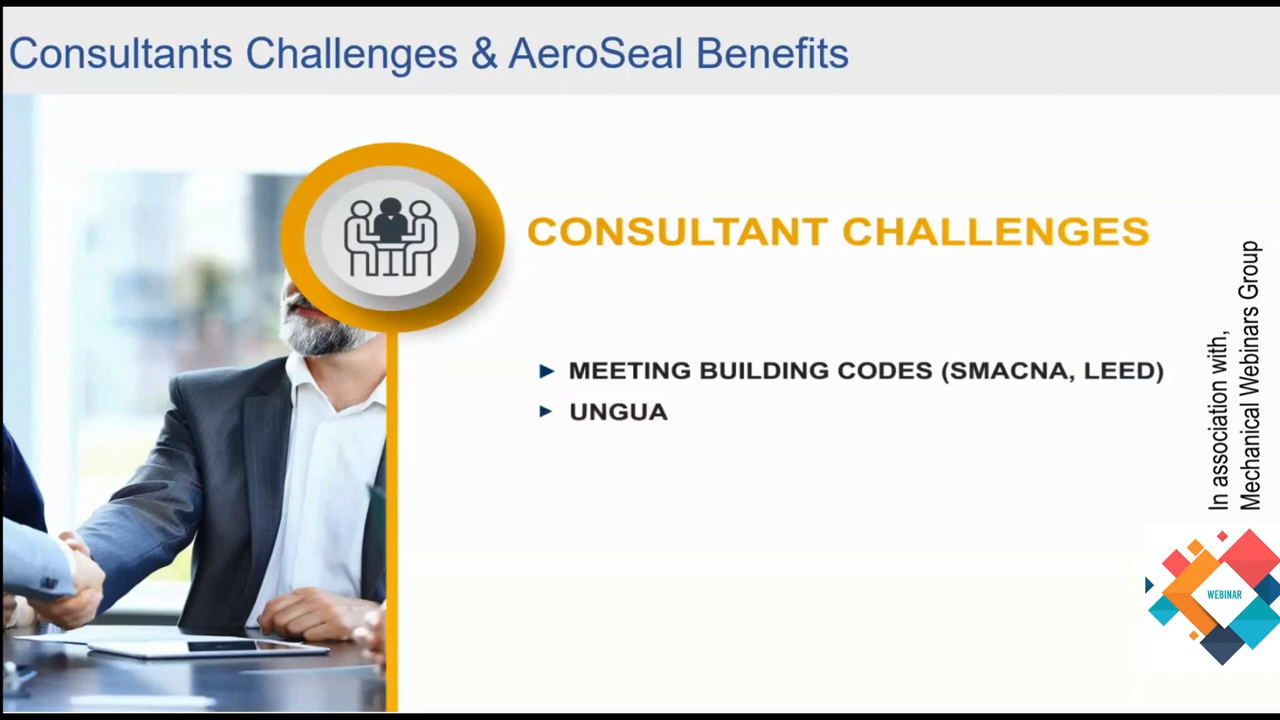 Consultants Challenges & AeroSeal Benefits
CONSULTANT CHALLENGES
MEETING BUILDING CODES (SMACNA, LEED)
UNGUA
In association with,
Mechanical Webinars Group
WEBINAR